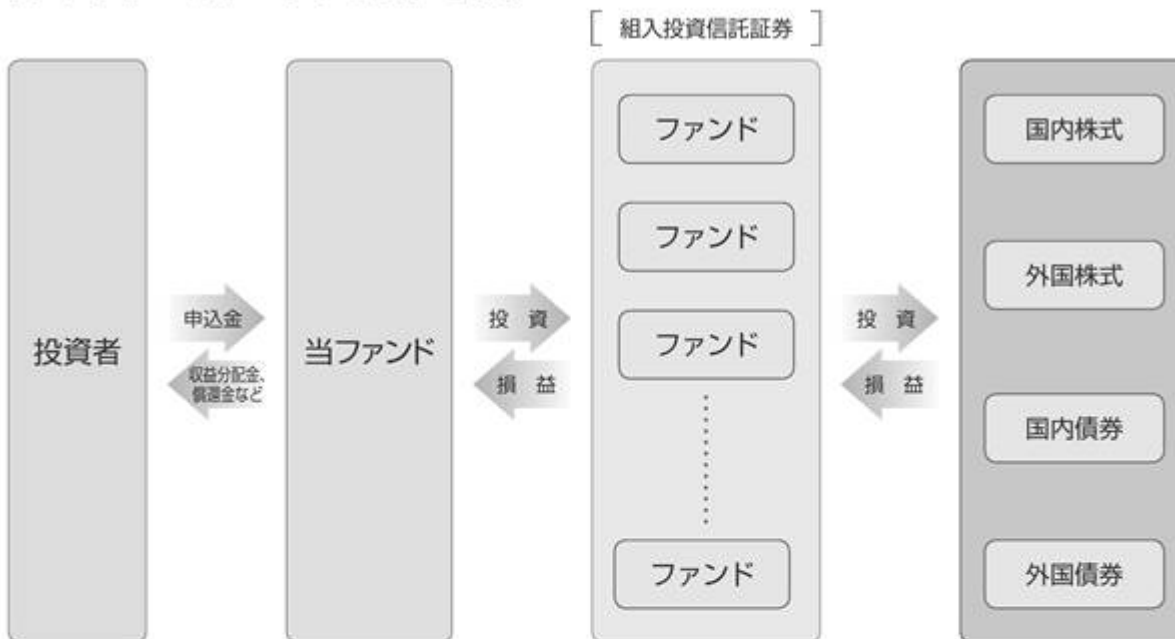 [ 組入投資信託証券 ]
投資者
申込金
収益分配金、
償還金など
当ファンド
投 資
損 益
ファンド
ファンド
ファンド
ファンド
投 資
損 益
国内株式
外国株式
国内債券
外国債券